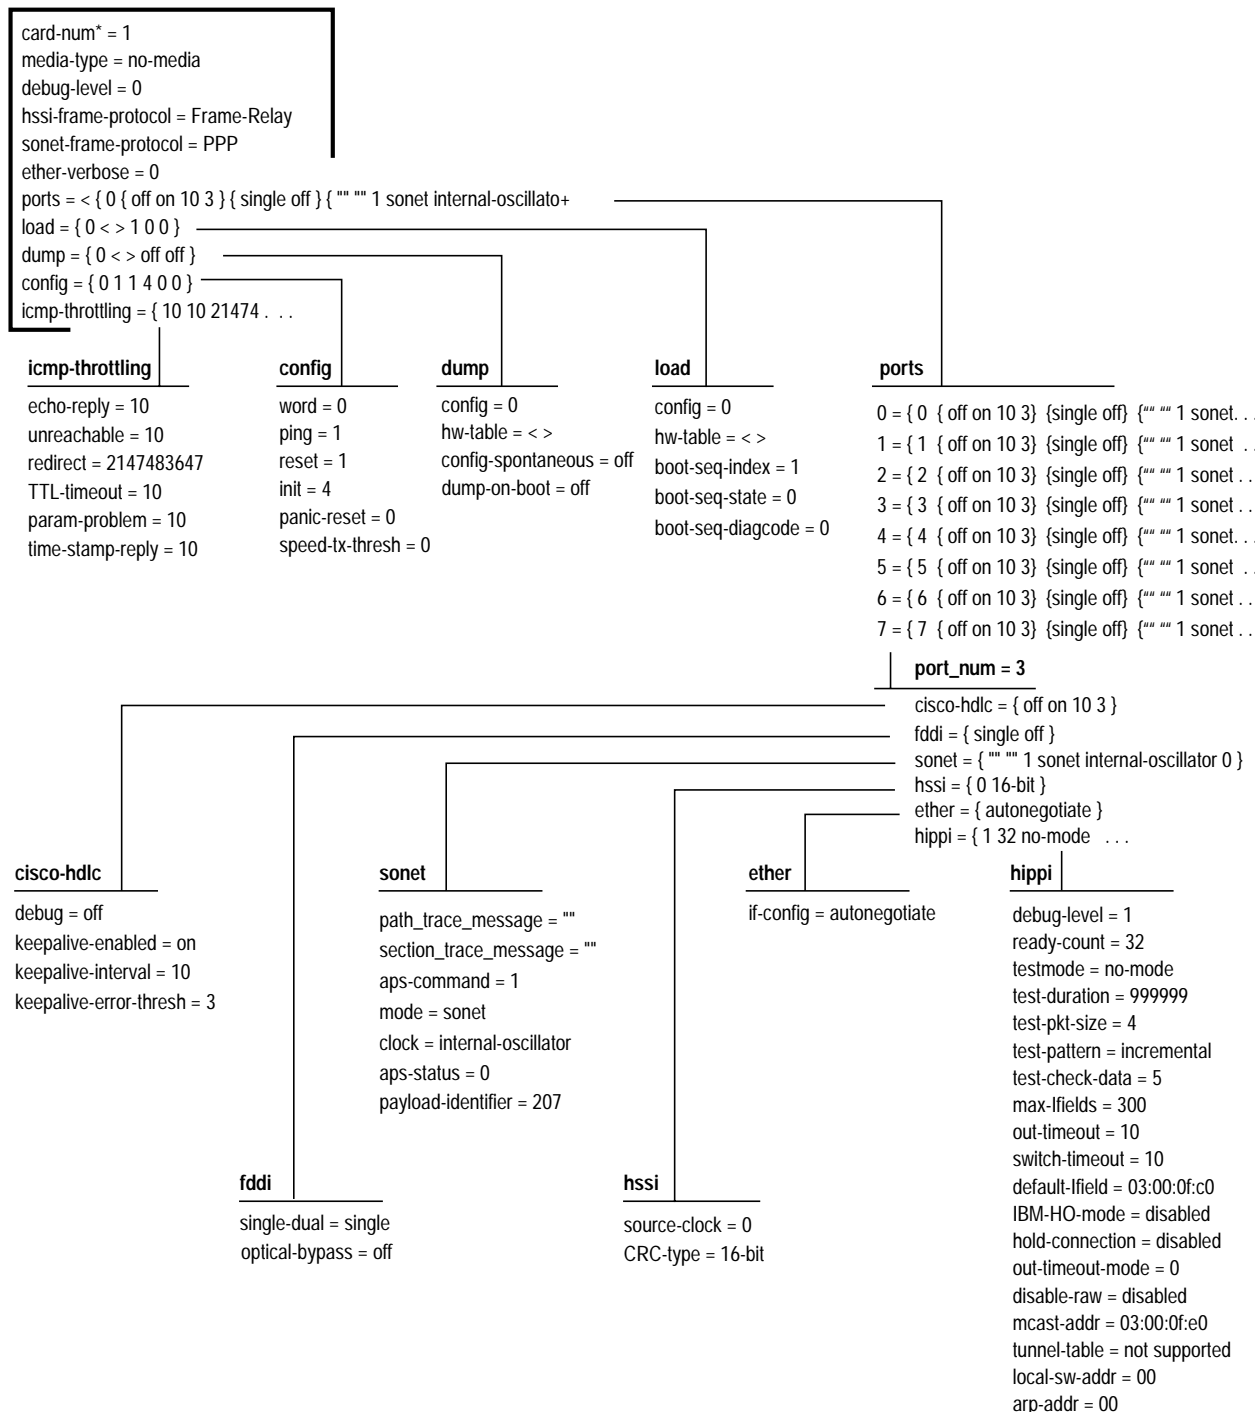 card-num* = 1
media-type = no-media
debug-level = 0
hssi-frame-protocol = Frame-Relay
sonet-frame-protocol = PPP
ether-verbose = 0
ports = < { 0 { off on 10 3 } { single off } { "" "" 1 sonet internal-oscillato+
load = { 0 < > 1 0 0 }
dump = { 0 < > off off }
config = { 0 1 1 4 0 0 }
icmp-throttling = { 10 10 21474 . . .
icmp-throttling
echo-reply = 10
unreachable = 10
redirect = 2147483647
TTL-timeout = 10
param-problem = 10
time-stamp-reply = 10
config
word = 0
ping = 1
reset = 1
init = 4
panic-reset = 0
speed-tx-thresh = 0
dump
config = 0
hw-table = < >
config-spontaneous = off
dump-on-boot = off
load
config = 0
hw-table = < >
boot-seq-index = 1
boot-seq-state = 0
boot-seq-diagcode = 0
ports
0 = { 0 { off on 10 3} {single off} {"" "" 1 sonet. . .
1 = { 1 { off on 10 3} {single off} {"" "" 1 sonet . .
2 = { 2 { off on 10 3} {single off} {"" "" 1 sonet . .
3 = { 3 { off on 10 3} {single off} {"" "" 1 sonet . .
4 = { 4 { off on 10 3} {single off} {"" "" 1 sonet. . .
5 = { 5 { off on 10 3} {single off} {"" "" 1 sonet . .
6 = { 6 { off on 10 3} {single off} {"" "" 1 sonet . .
7 = { 7 { off on 10 3} {single off} {"" "" 1 sonet . .
port_num = 3
cisco-hdlc = { off on 10 3 }
fddi = { single off }
sonet = { "" "" 1 sonet internal-oscillator 0 }
hssi = { 0 16-bit }
ether = { autonegotiate }
hippi = { 1 32 no-mode . . .
cisco-hdlc
debug = off
keepalive-enabled = on
keepalive-interval = 10
keepalive-error-thresh = 3
sonet
path_trace_message = ""
section_trace_message = ""
aps-command = 1
mode = sonet
clock = internal-oscillator
aps-status = 0
payload-identifier = 207
ether
if-config = autonegotiate
hippi
debug-level = 1
ready-count = 32
testmode = no-mode
test-duration = 999999
test-pkt-size = 4
test-pattern = incremental
test-check-data = 5
max-Ifields = 300
out-timeout = 10
switch-timeout = 10
default-Ifield = 03:00:0f:c0
IBM-HO-mode = disabled
hold-connection = disabled
out-timeout-mode = 0
disable-raw = disabled
mcast-addr = 03:00:0f:e0
tunnel-table = not supported
local-sw-addr = 00
arp-addr = 00
fddi
single-dual = single
optical-bypass = off
hssi
source-clock = 0
CRC-type = 16-bit